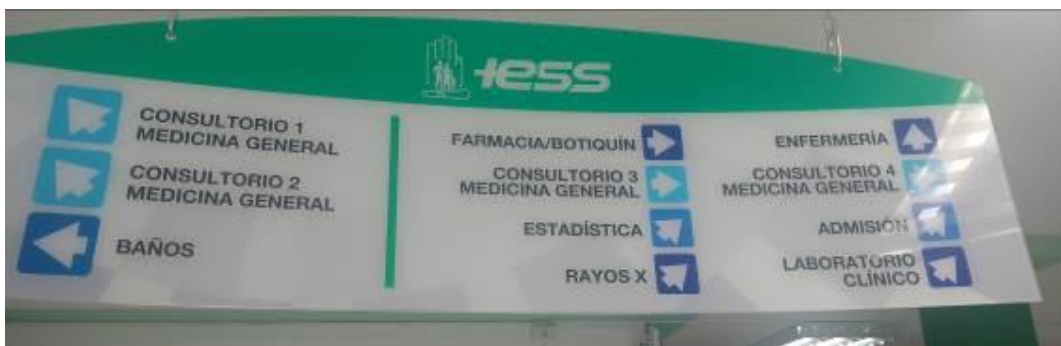 IESS
CONSULTORIO 1
MEDICINA GENERAL
CONSULTORIO 2
MEDICINA GENERAL
BAÑOS
FARMACIA/BOTIQUÍN
CONSULTORIO 3
MEDICINA GENERAL
ESTADÍSTICA
RAYOS X
ENFERMERÍA
CONSULTORIO 4
MEDICINA GENERAL
ADMISIÓN
LABORATORIO
CLÍNICO